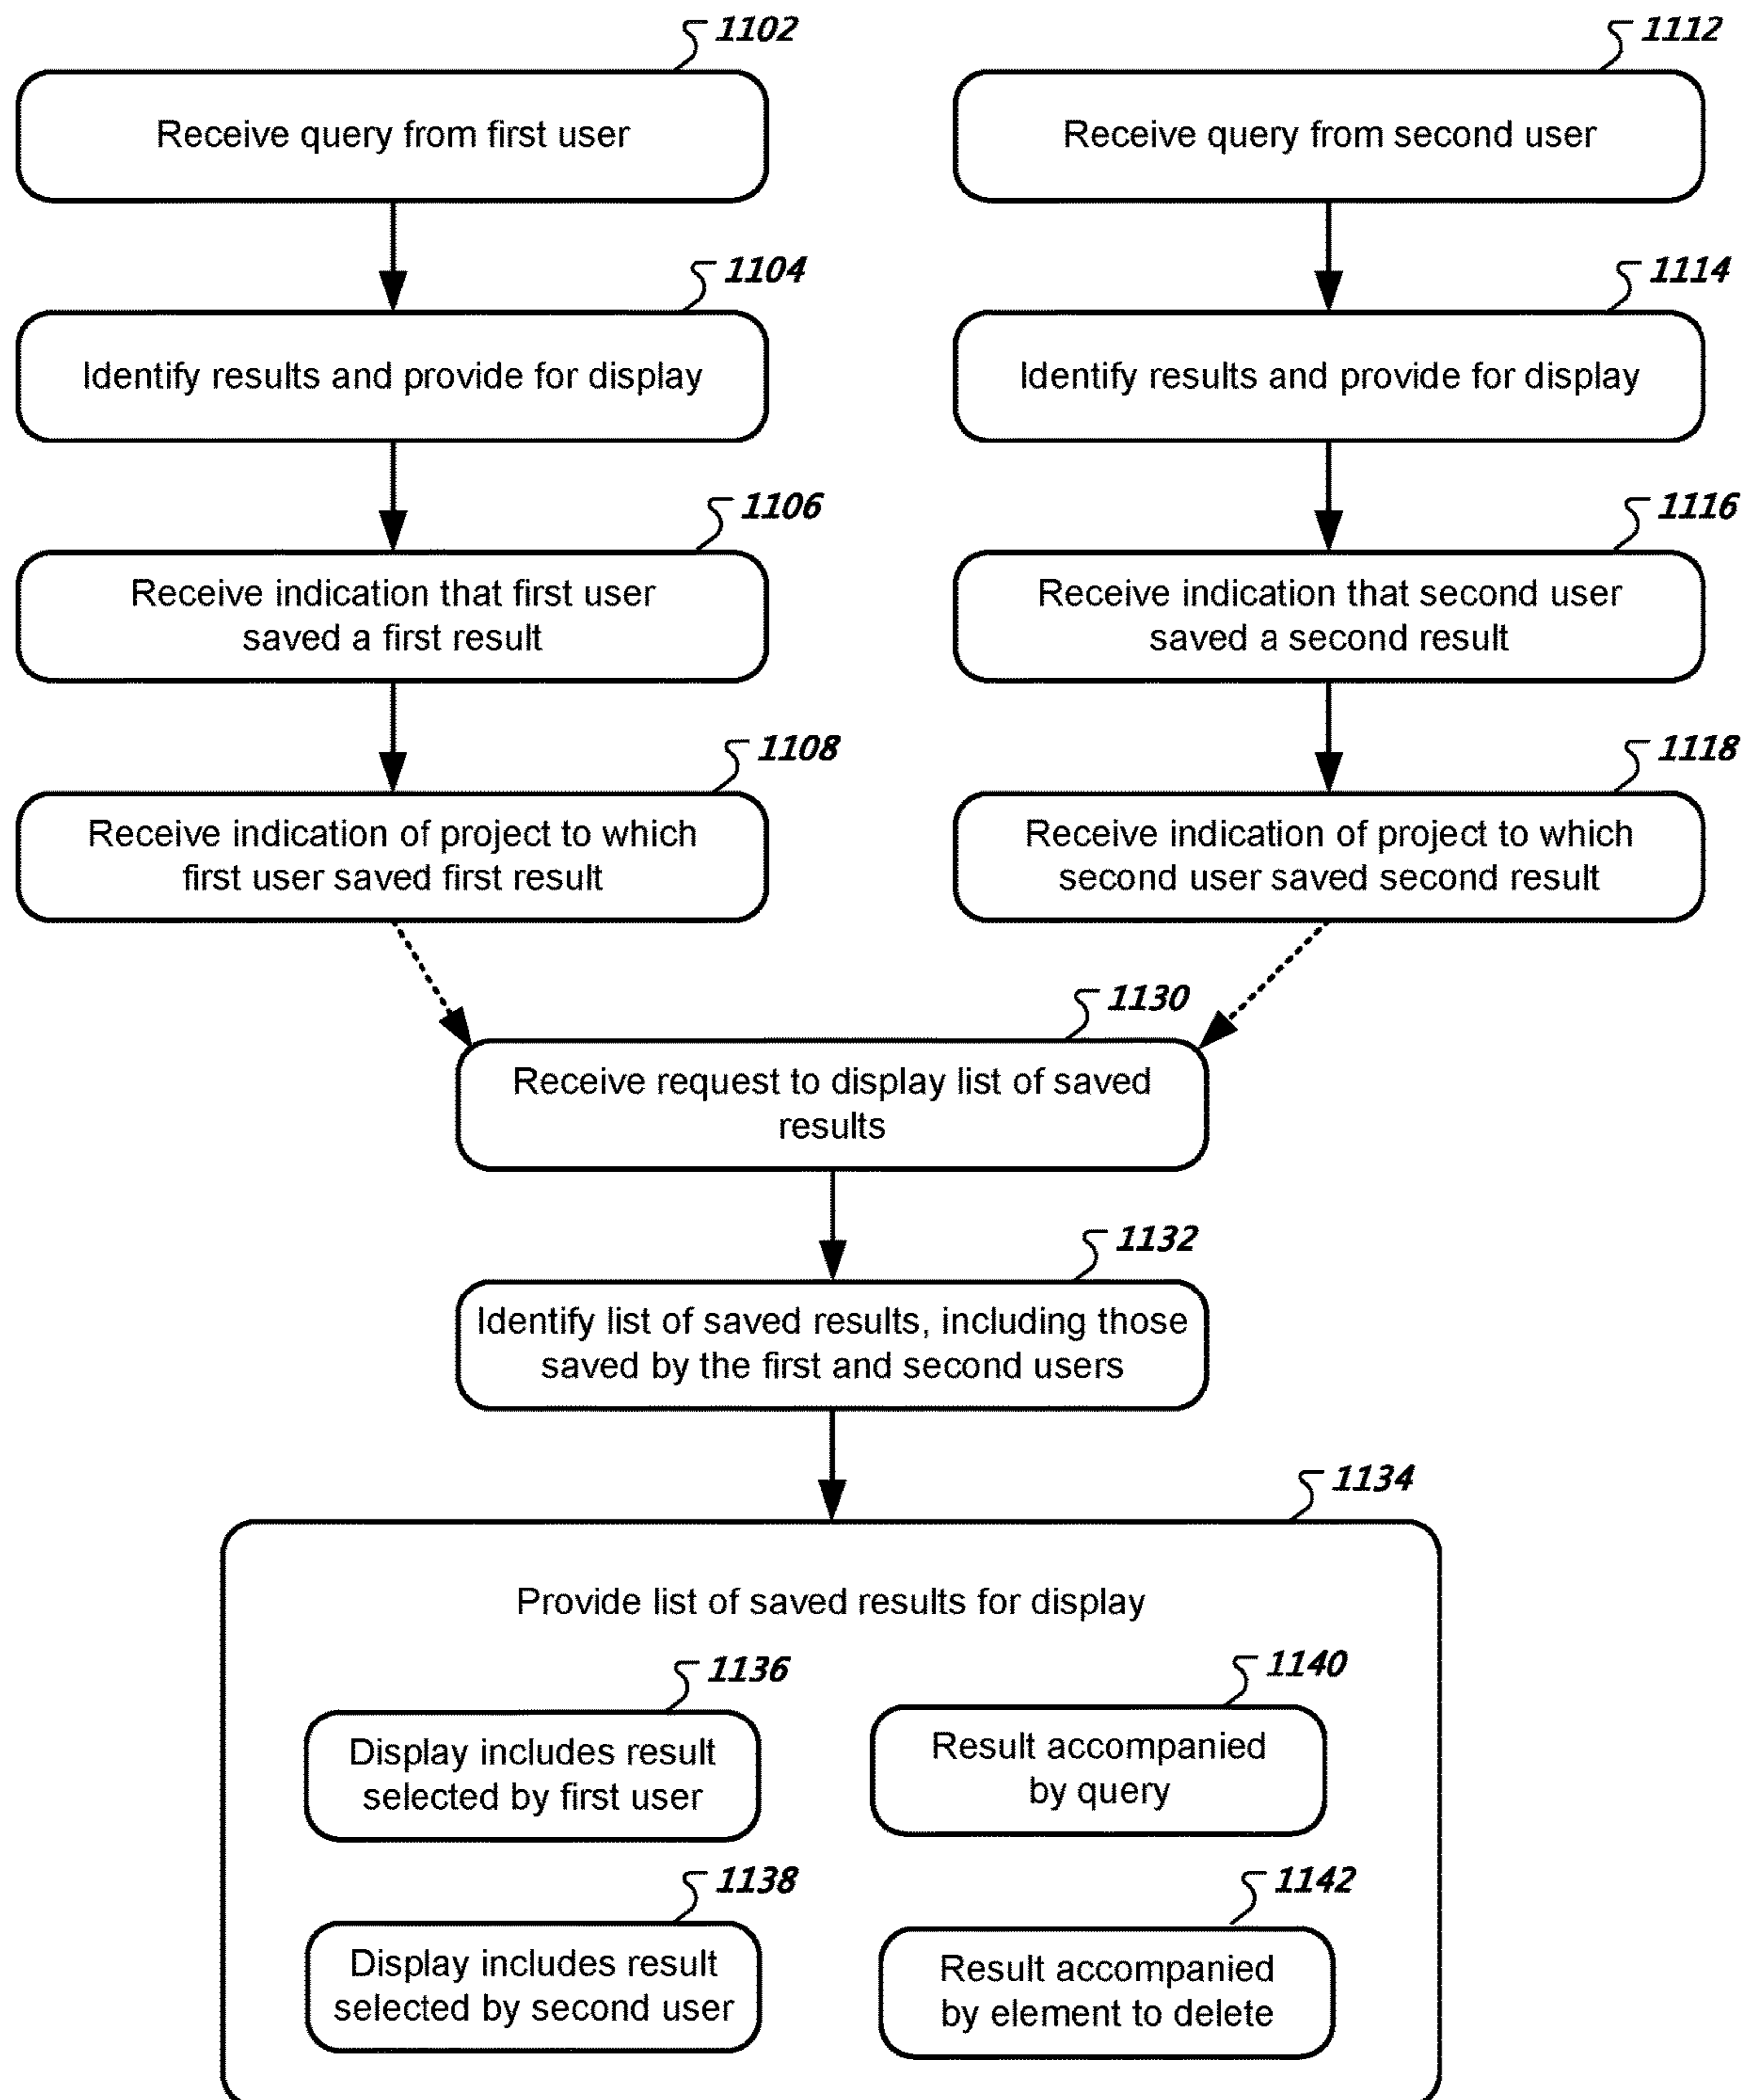 1102
Receive query from first user
1112
Receive query from second user
1104
Identify results and provide for display
1114
Identify results and provide for display
1106
Receive indication that first user
saved a first result
1116
Receive indication that second user
saved a second result
1108
Receive indication of project to which
first user saved first result
1118
Receive indication of project to which
second user saved second result
1130
Receive request to display list of saved
results
1132
Identify list of saved results, including those
saved by the first and second users
1134
Provide list of saved results for display
1136
Display includes result
selected by first user
1140
Result accompanied
by query
1138
Display includes result
selected by second user
1142
Result accompanied
by element to delete